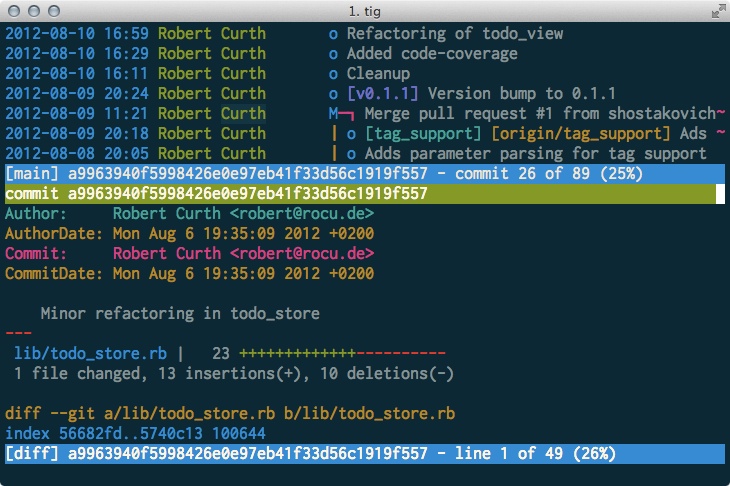 1. tig
2012-08-10 16:59 Robert Curth o Refactoring of todo_view
2012-08-10 16:29 Robert Curth o Added code-coverage
2012-08-10 16:11 Robert Curth o Cleanup
2012-08-09 20:24 Robert Curth o [v0.1.1] Version bump to 0.1.1
2012-08-09 11:21 Robert Curth M─┐ Merge pull request #1 from shostakovich~
2012-08-09 20:18 Robert Curth │ o [tag_support] [origin/tag_support] Ads ~
2012-08-08 20:05 Robert Curth │ o Adds parameter parsing for tag support
[main] a9963940f5998426e0e97eb41f33d56c1919f557 - commit 26 of 89 (25%)
commit a9963940f5998426e0e97eb41f33d56c1919f557
Author: Robert Curth <robert@rocu.de>
AuthorDate: Mon Aug 6 19:35:09 2012 +0200
Commit: Robert Curth <robert@rocu.de>
CommitDate: Mon Aug 6 19:35:09 2012 +0200
Minor refactoring in todo_store
---
lib/todo_store.rb | 23 +++++++++++++----------
1 file changed, 13 insertions(+), 10 deletions(-)
diff --git a/lib/todo_store.rb b/lib/todo_store.rb
index 56682fd..5740c13 100644
[diff] a9963940f5998426e0e97eb41f33d56c1919f557 - line 1 of 49 (26%)